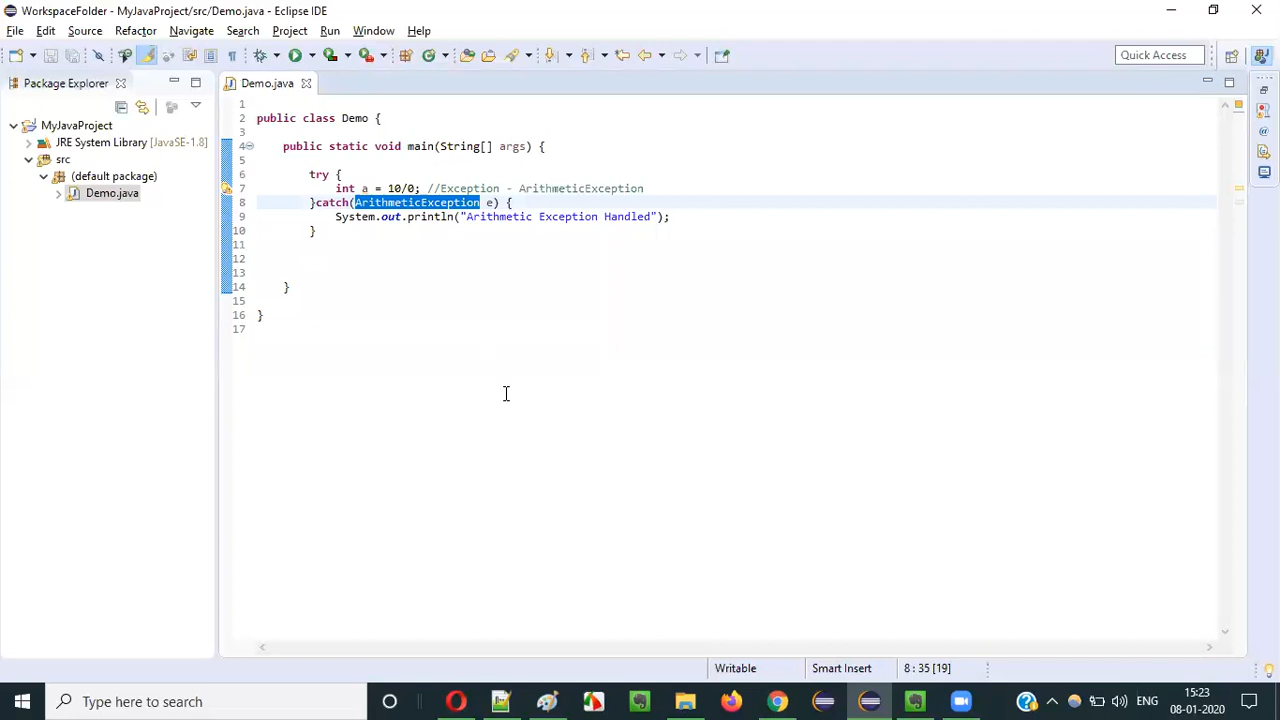 WorkspaceFolder - MyJavaProject/src/Demo.java - Eclipse IDE
File Edit Source Refactor Navigate Search Project Run Window Help
Quick Access
Package Explorer
Demo.java
MyJavaProject
JRE System Library [JavaSE-1.8]
src
(default package)
Demo.java
1
2 public class Demo {
3
4 public static void main(String[] args) {
5
6 try {
7 int a = 10/0; //Exception - ArithmeticException
8 }catch(ArithmeticException e) {
9 System.out.println("Arithmetic Exception Handled");
10 }
11
12
13
14 }
15
16 }
17
Writable Smart Insert 8 : 35 [19]
Type here to search
ENG
15:23
08-01-2020